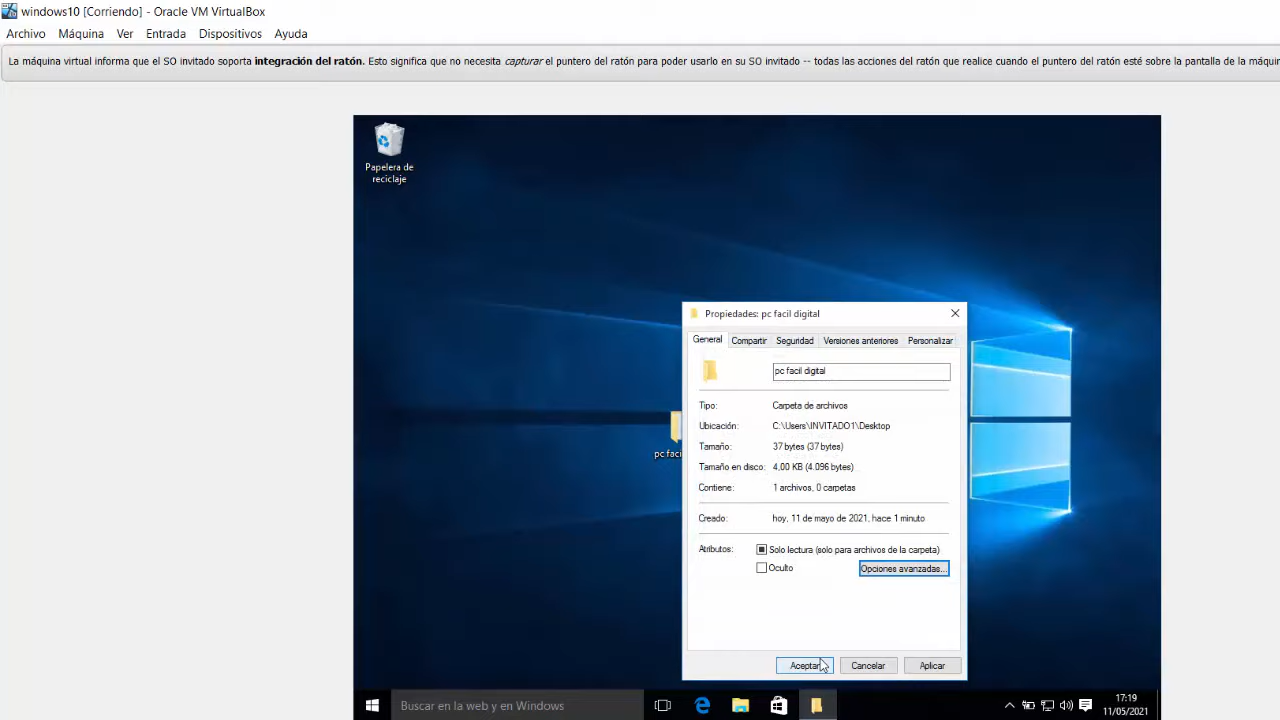 windows10 [Corriendo] - Oracle VM VirtualBox
Archivo Máquina Ver Entrada Dispositivos Ayuda
La máquina virtual informa que el SO invitado soporta integración del ratón. Esto significa que no necesita capturar el puntero del ratón para poder usarlo en su SO invitado -- todas las acciones del ratón que realice cuando el puntero del ratón esté sobre la pantalla de la máquin
Papelera de
reciclaje
pc faci
Propiedades: pc facil digital
General Compartir Seguridad Versiones anteriores Personalizar
pc facil digital
Tipo: Carpeta de archivos
Ubicación: C:\Users\INVITADO1\Desktop
Tamaño: 37 bytes (37 bytes)
Tamaño en disco: 4,00 KB (4.096 bytes)
Contiene: 1 archivos, 0 carpetas
Creado: hoy, 11 de mayo de 2021, hace 1 minuto
Atributos: Solo lectura (solo para archivos de la carpeta)
Oculto Opciones avanzadas...
Aceptar Cancelar Aplicar
Buscar en la web y en Windows
17:19
11/05/2021